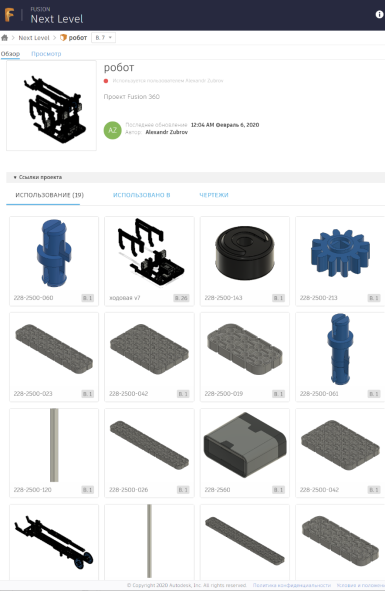 FUSION
Next Level
Next Level > робот В. 7
Обзор Просмотр
робот
Используется пользователем Alexandr Zubrov
Проект Fusion 360
AZ
Последнее обновление: 12:04 AM Февраль 6, 2020
Автор: Alexandr Zubrov
Ссылки проекта
ИСПОЛЬЗОВАНИЕ (19) ИСПОЛЬЗОВАНО В ЧЕРТЕЖИ
228-2500-060 В. 1
ходовая v7 В. 26
228-2500-143 В. 1
228-2500-213 В. 1
228-2500-023 В. 1
228-2500-042 В. 1
228-2500-019 В. 1
228-2500-061 В. 1
228-2500-120 В. 1
228-2500-026 В. 1
228-2560 В. 1
228-2500-042 В. 1
© Copyright 2020 Autodesk, Inc. All rights reserved. Политика конфиденциальности Условия и положен